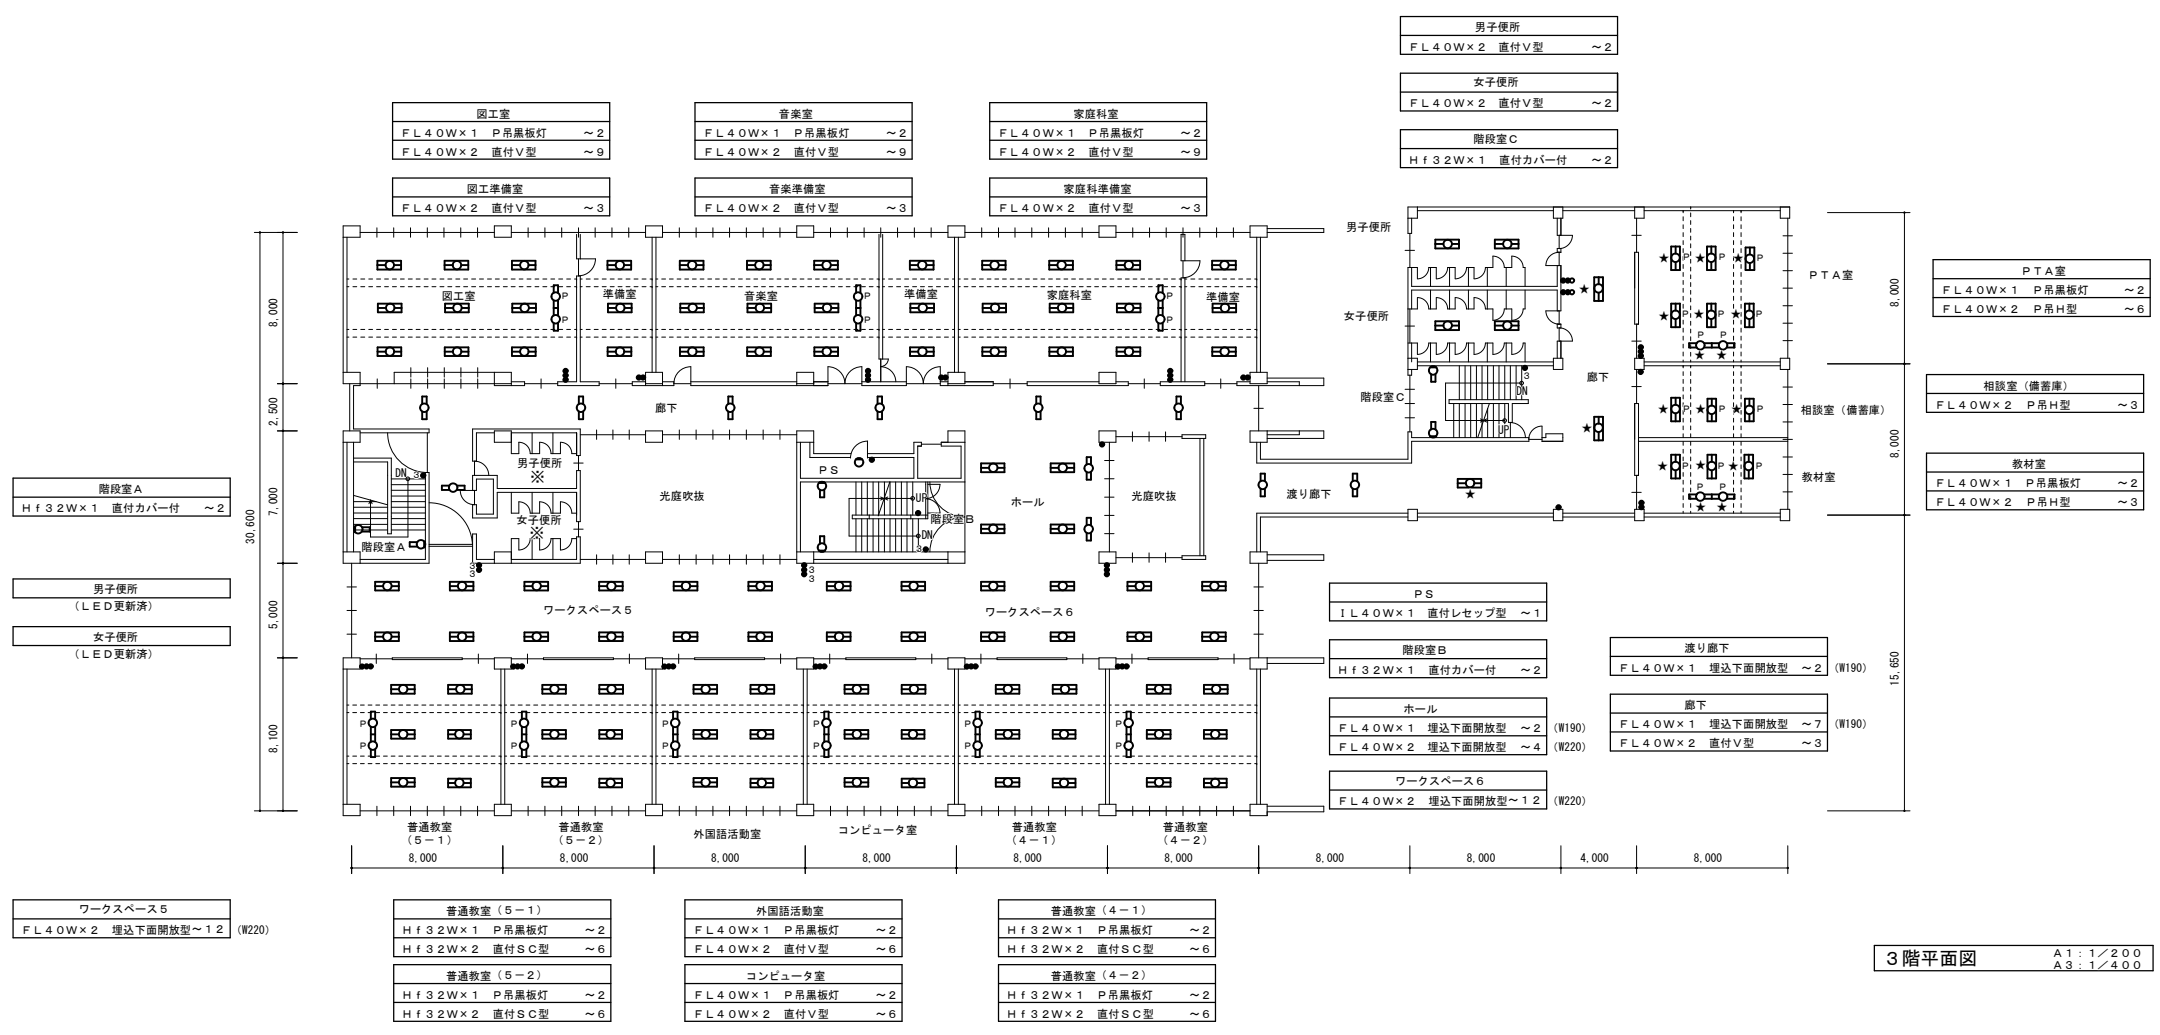 男子便所
ＦＬ４０Ｗ×２　直付Ｖ型　～２
女子便所
ＦＬ４０Ｗ×２　直付Ｖ型　～２
階段室Ｃ
Ｈｆ３２Ｗ×１　直付カバー付　～２
図工室
ＦＬ４０Ｗ×１　Ｐ吊黒板灯　～２
ＦＬ４０Ｗ×２　直付Ｖ型　～９
音楽室
ＦＬ４０Ｗ×１　Ｐ吊黒板灯　～２
ＦＬ４０Ｗ×２　直付Ｖ型　～９
家庭科室
ＦＬ４０Ｗ×１　Ｐ吊黒板灯　～２
ＦＬ４０Ｗ×２　直付Ｖ型　～９
図工準備室
ＦＬ４０Ｗ×２　直付Ｖ型　～３
音楽準備室
ＦＬ４０Ｗ×２　直付Ｖ型　～３
家庭科準備室
ＦＬ４０Ｗ×２　直付Ｖ型　～３
男子便所
女子便所
階段室Ｃ
廊下
DN
UP
3
ＰＴＡ室
相談室（備蓄庫）
教材室
8,000
8,000
15,650
ＰＴＡ室
ＦＬ４０Ｗ×１　Ｐ吊黒板灯　～２
ＦＬ４０Ｗ×２　Ｐ吊Ｈ型　～６
相談室（備蓄庫）
ＦＬ４０Ｗ×２　Ｐ吊Ｈ型　～３
教材室
ＦＬ４０Ｗ×１　Ｐ吊黒板灯　～２
ＦＬ４０Ｗ×２　Ｐ吊Ｈ型　～３
30,600
8,000
2,500
7,000
5,000
8,100
図工室
準備室
音楽室
準備室
家庭科室
準備室
廊下
DN
3
男子便所
※
女子便所
※
階段室Ａ
光庭吹抜
ＰＳ
UP
階段室Ｂ
DN
3
ホール
光庭吹抜
渡り廊下
階段室Ａ
Ｈｆ３２Ｗ×１　直付カバー付　～２
男子便所
（ＬＥＤ更新済）
女子便所
（ＬＥＤ更新済）
3
3
3
3
ワークスペース５
ワークスペース６
ＰＳ
ＩＬ４０Ｗ×１　直付レセップ型　～１
階段室Ｂ
Ｈｆ３２Ｗ×１　直付カバー付　～２
ホール
ＦＬ４０Ｗ×１　埋込下面開放型　～２　(W190)
ＦＬ４０Ｗ×２　埋込下面開放型　～４　(W220)
ワークスペース６
ＦＬ４０Ｗ×２　埋込下面開放型～１２　(W220)
渡り廊下
ＦＬ４０Ｗ×１　埋込下面開放型　～２　(W190)
廊下
ＦＬ４０Ｗ×１　埋込下面開放型　～７　(W190)
ＦＬ４０Ｗ×２　直付Ｖ型　～３
普通教室
（５－１）
普通教室
（５－２）
外国語活動室
コンピュータ室
普通教室
（４－１）
普通教室
（４－２）
8,000
8,000
8,000
8,000
8,000
8,000
8,000
8,000
4,000
8,000
ワークスペース５
ＦＬ４０Ｗ×２　埋込下面開放型～１２　(W220)
普通教室（５－１）
Ｈｆ３２Ｗ×１　Ｐ吊黒板灯　～２
Ｈｆ３２Ｗ×２　直付ＳＣ型　～６
普通教室（５－２）
Ｈｆ３２Ｗ×１　Ｐ吊黒板灯　～２
Ｈｆ３２Ｗ×２　直付ＳＣ型　～６
外国語活動室
ＦＬ４０Ｗ×１　Ｐ吊黒板灯　～２
ＦＬ４０Ｗ×２　直付Ｖ型　～６
コンピュータ室
ＦＬ４０Ｗ×１　Ｐ吊黒板灯　～２
ＦＬ４０Ｗ×２　直付Ｖ型　～６
普通教室（４－１）
Ｈｆ３２Ｗ×１　Ｐ吊黒板灯　～２
Ｈｆ３２Ｗ×２　直付ＳＣ型　～６
普通教室（４－２）
Ｈｆ３２Ｗ×１　Ｐ吊黒板灯　～２
Ｈｆ３２Ｗ×２　直付ＳＣ型　～６
３階平面図
Ａ１：１／２００
Ａ３：１／４００